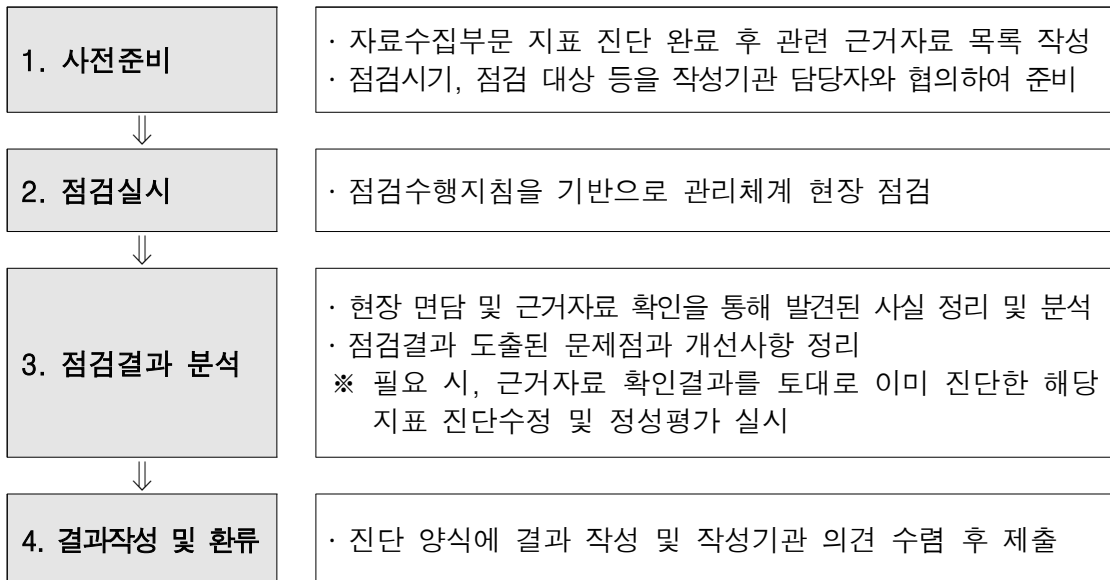 1. 사전준비
· 자료수집부문 지표 진단 완료 후 관련 근거자료 목록 작성
· 점검시기, 점검 대상 등을 작성기관 담당자와 협의하여 준비
⇓
2. 점검실시
· 점검수행지침을 기반으로 관리체계 현장 점검
⇓
3. 점검결과 분석
· 현장 면담 및 근거자료 확인을 통해 발견된 사실 정리 및 분석
· 점검결과 도출된 문제점과 개선사항 정리
※ 필요 시, 근거자료 확인결과를 토대로 이미 진단한 해당
지표 진단수정 및 정성평가 실시
⇓
4. 결과작성 및 환류
· 진단 양식에 결과 작성 및 작성기관 의견 수렴 후 제출